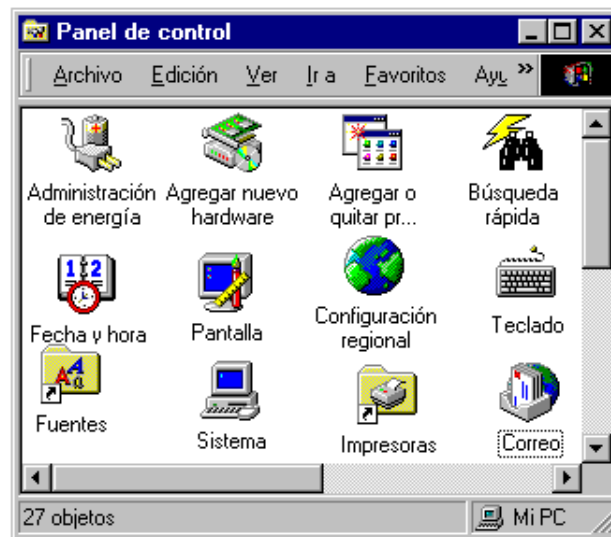 Panel de control
Archivo Edición Ver Ir a Favoritos Ayu »
Administración de energía
Agregar nuevo hardware
Agregar o quitar pr...
Búsqueda rápida
Fecha y hora
Pantalla
Configuración regional
Teclado
Fuentes
Sistema
Impresoras
Correo
27 objetos
Mi PC